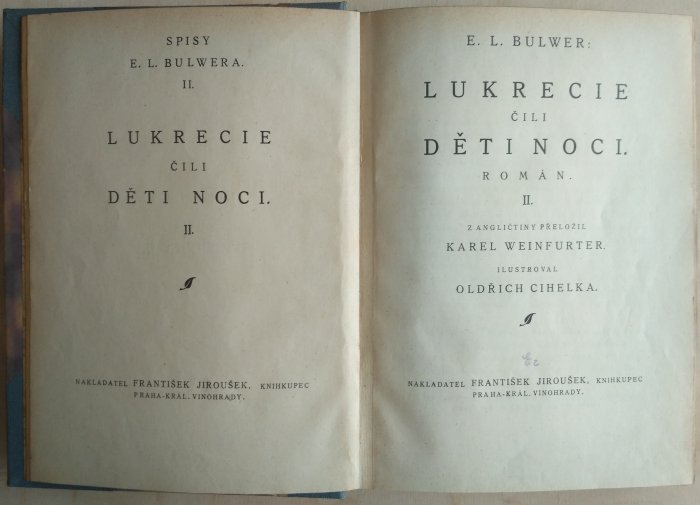 SPISY
E. L. BULWERA.
II.
LUKRECIE
ČILI
DĚTI NOCI.
II.
NAKLADATEL FRANTIŠEK JIROUŠEK, KNIHKUPEC
PRAHA-KRÁL. VINOHRADY.
E. L. BULWER:
LUKRECIE
ČILI
DĚTI NOCI.
ROMÁN.
II.
Z ANGLIČTINY PŘELOŽIL
KAREL WEINFURTER.
ILUSTROVAL
OLDŘICH CIHELKA.
NAKLADATEL FRANTIŠEK JIROUŠEK, KNIHKUPEC
PRAHA-KRÁL. VINOHRADY.